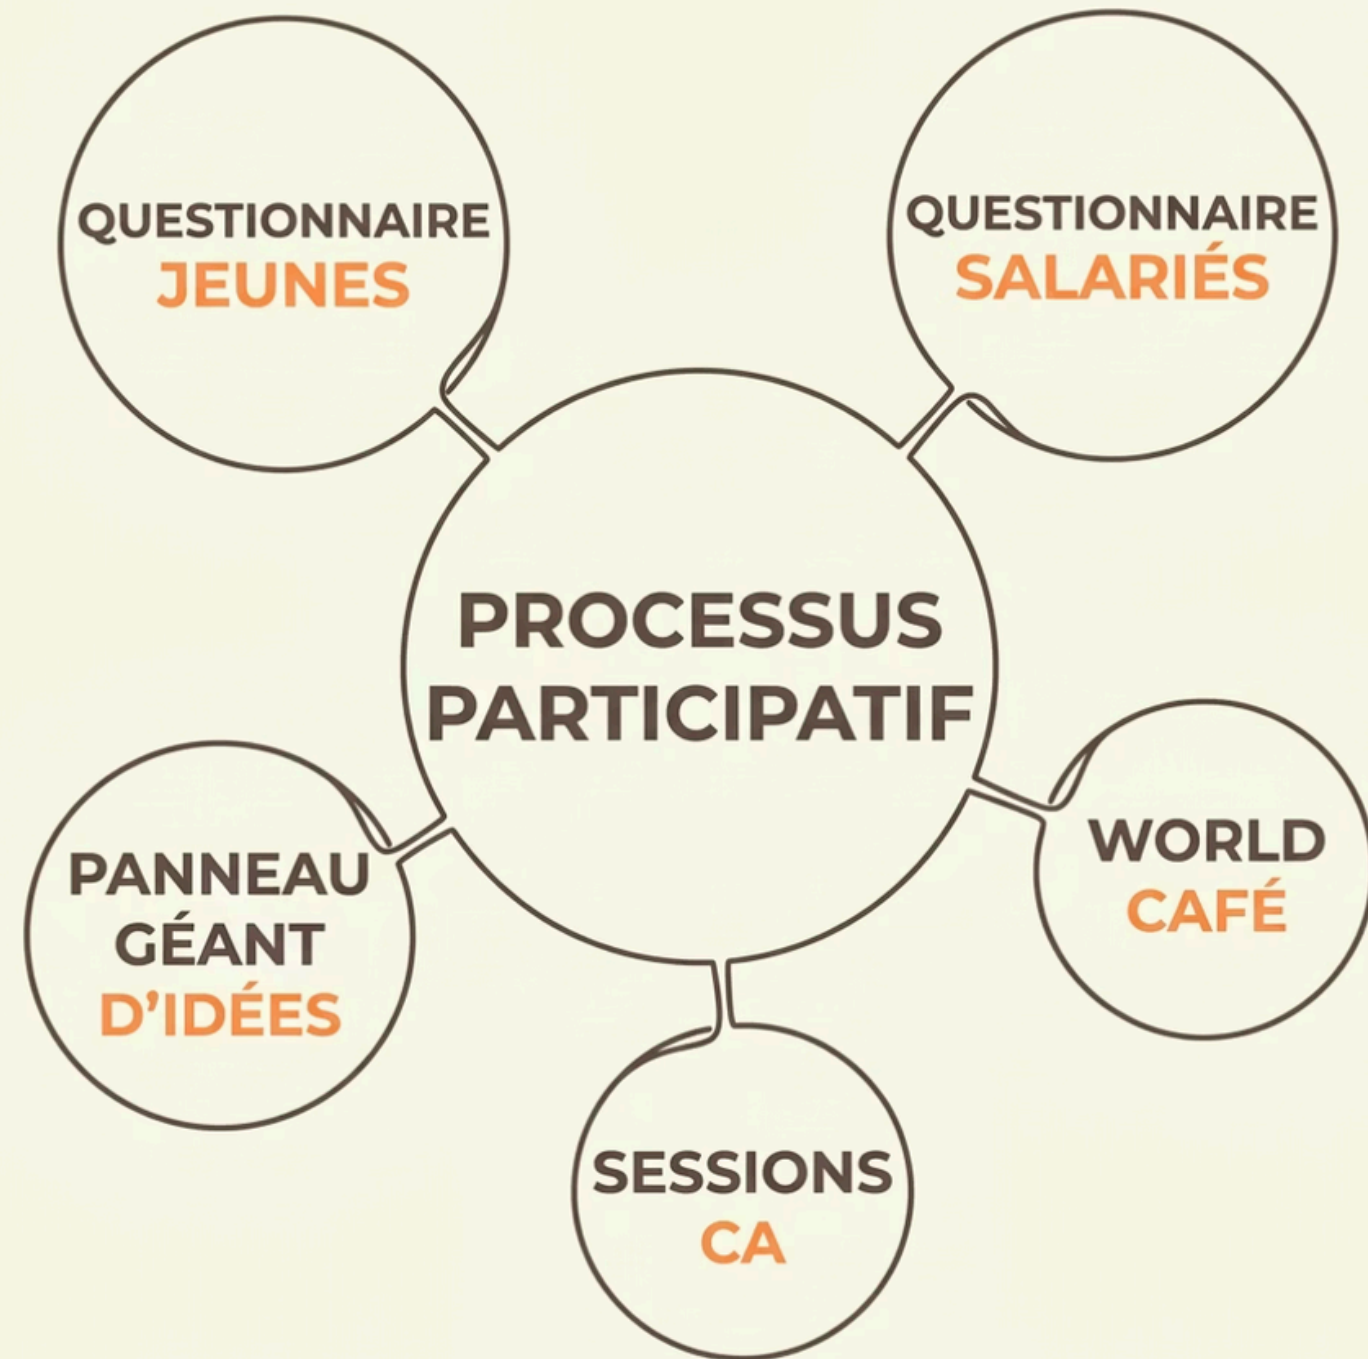 QUESTIONNAIRE
JEUNES
QUESTIONNAIRE
SALARIÉS
PROCESSUS
PARTICIPATIF
PANNEAU
GÉANT
D'IDÉES
WORLD
CAFÉ
SESSIONS
CA